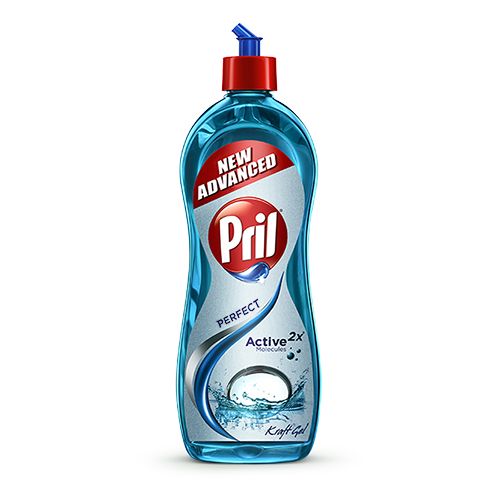 NEW
ADVANCED
Pril
PERFECT
Active 2x
Molecules
Kraft Gel